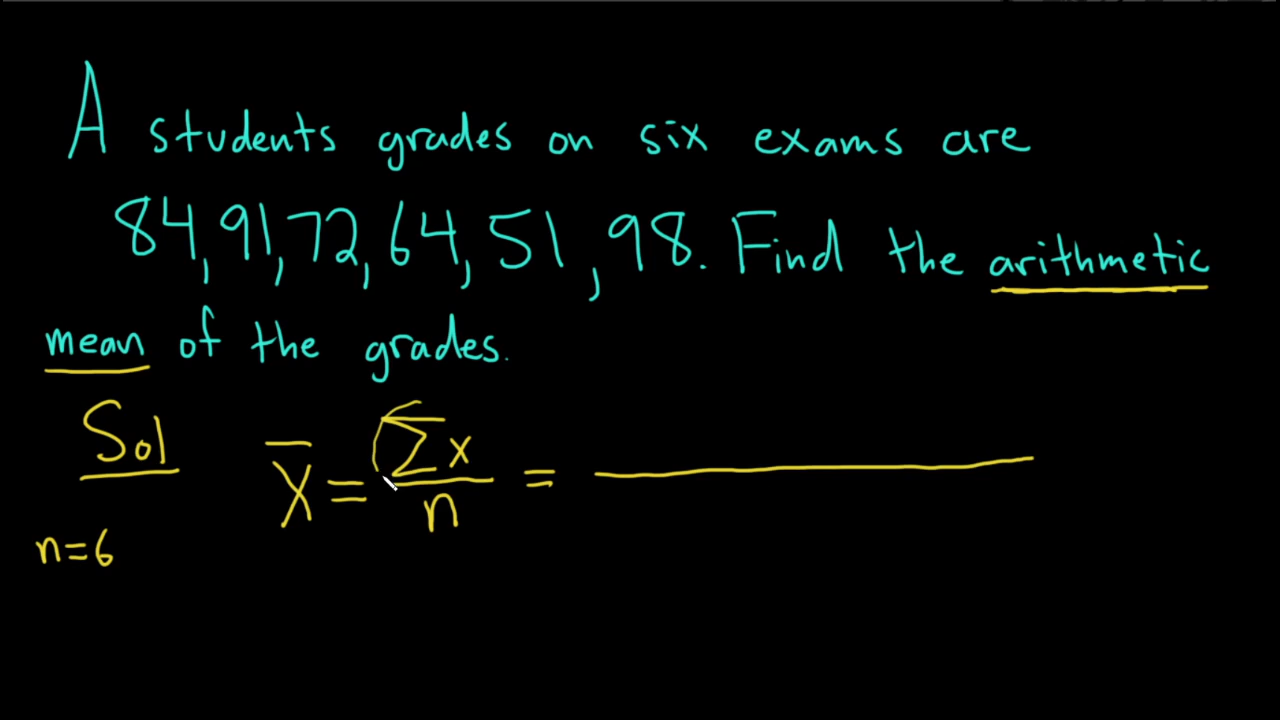 A students grades on six exams are
84, 91, 72, 64, 51, 98. Find the arithmetic
mean of the grades.
Sol
x̄ = Σx / n =
n=6